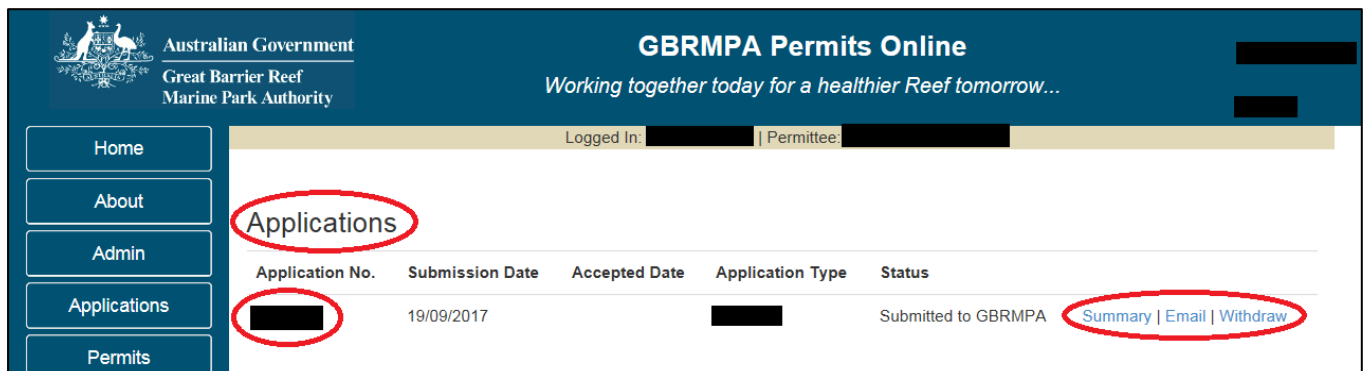 Australian Government
Great Barrier Reef
Marine Park Authority
GBRMPA Permits Online
Working together today for a healthier Reef tomorrow...
Logged In: | Permittee:
Home
About
Admin
Applications
Permits
Applications
Application No. Submission Date Accepted Date Application Type Status
19/09/2017 Submitted to GBRMPA Summary | Email | Withdraw